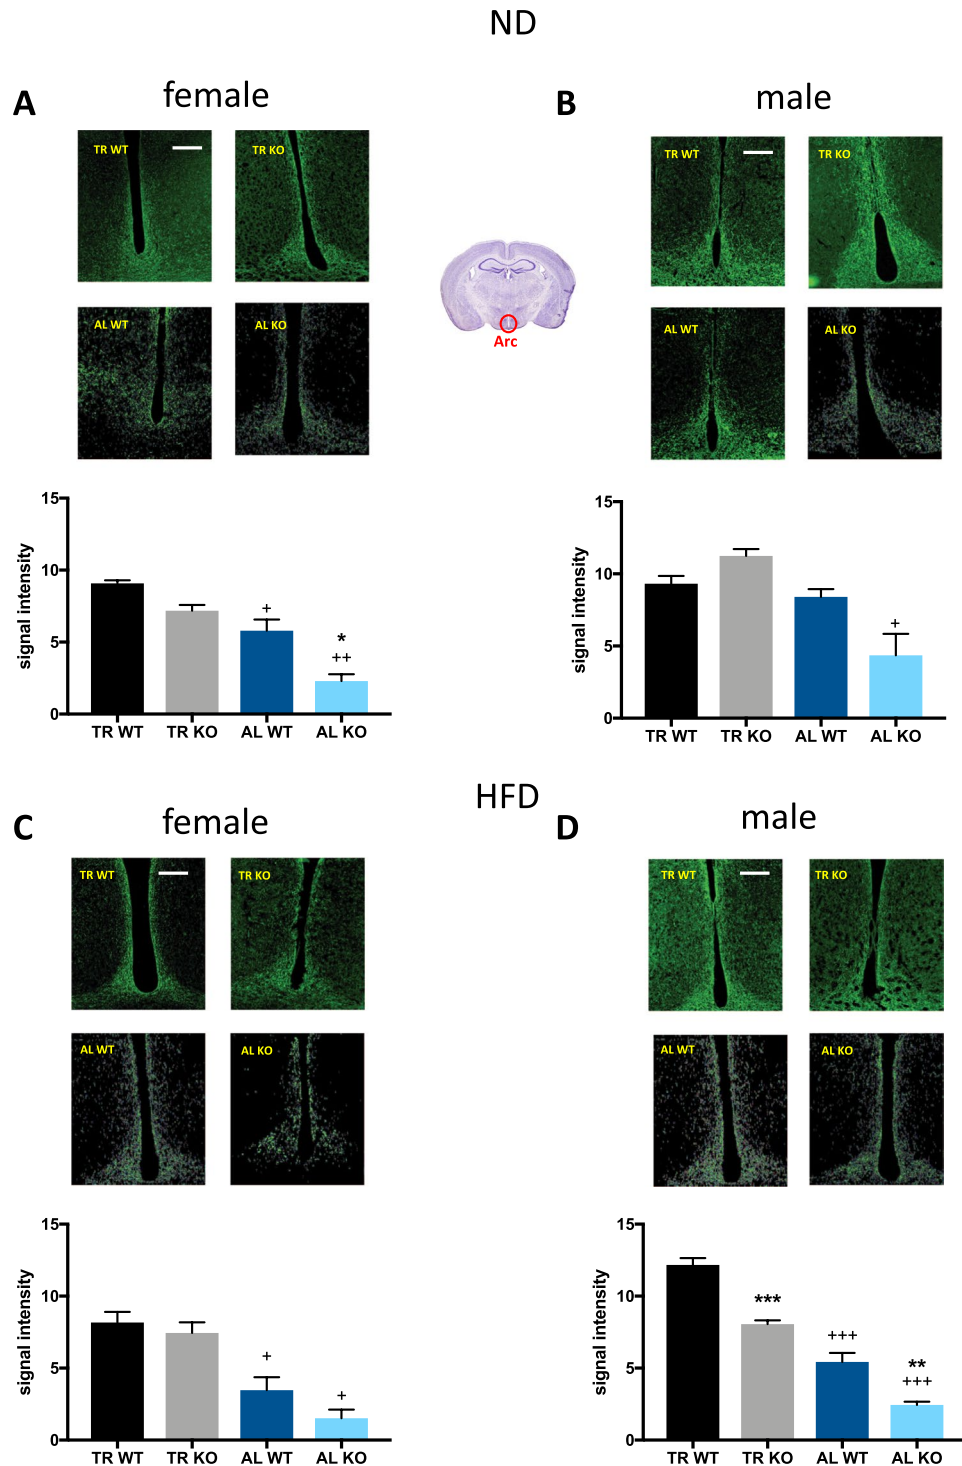 ND
A
female
B
male
TR WT
TR KO
TR WT
TR KO
AL WT
AL KO
Arc
AL WT
AL KO
15
10
5
0
signal intensity
+
*
++
TR WT
TR KO
AL WT
AL KO
15
10
5
0
signal intensity
+
TR WT
TR KO
AL WT
AL KO
HFD
C
female
D
male
TR WT
TR KO
TR WT
TR KO
AL WT
AL KO
AL WT
AL KO
15
10
5
0
signal intensity
+
+
TR WT
TR KO
AL WT
AL KO
15
10
5
0
signal intensity
***
+++
**
+++
TR WT
TR KO
AL WT
AL KO